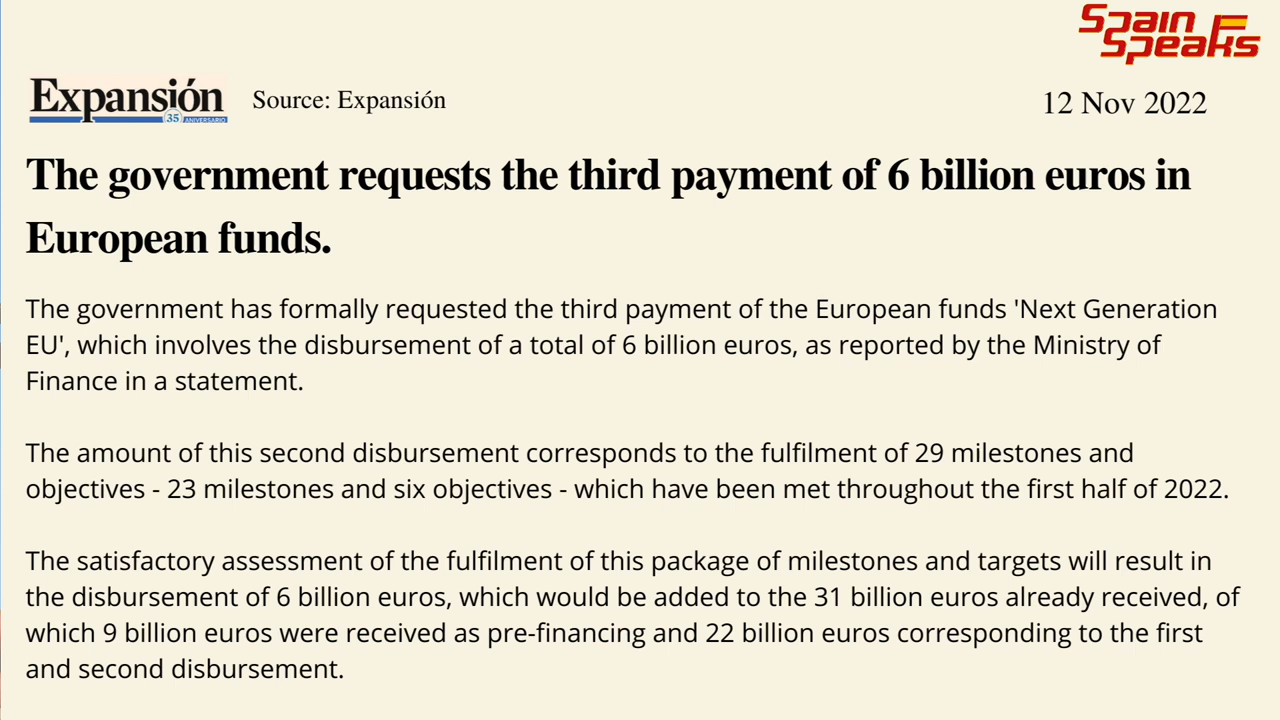 Spain
Speaks
Expansión
35 ANIVERSARIO
Source: Expansión
12 Nov 2022
The government requests the third payment of 6 billion euros in
European funds.
The government has formally requested the third payment of the European funds 'Next Generation
EU', which involves the disbursement of a total of 6 billion euros, as reported by the Ministry of
Finance in a statement.
The amount of this second disbursement corresponds to the fulfilment of 29 milestones and
objectives - 23 milestones and six objectives - which have been met throughout the first half of 2022.
The satisfactory assessment of the fulfilment of this package of milestones and targets will result in
the disbursement of 6 billion euros, which would be added to the 31 billion euros already received, of
which 9 billion euros were received as pre-financing and 22 billion euros corresponding to the first
and second disbursement.